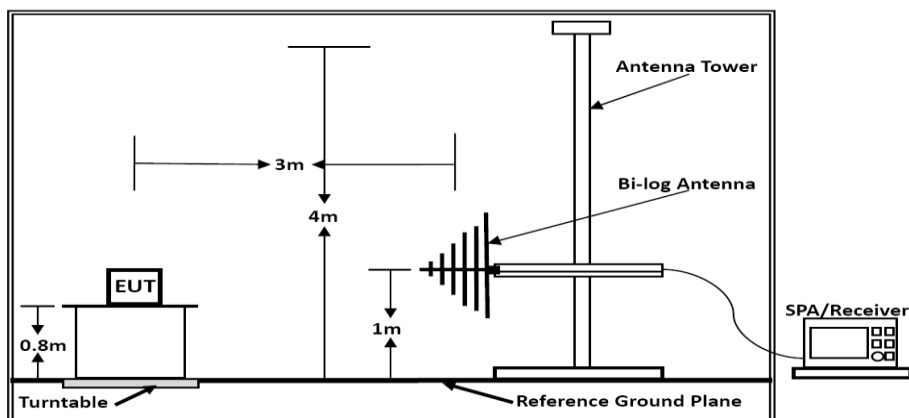 Antenna Tower
3m
Bi-log Antenna
4m
EUT
SPA/Receiver
0.8m
1m
Turntable
Reference Ground Plane